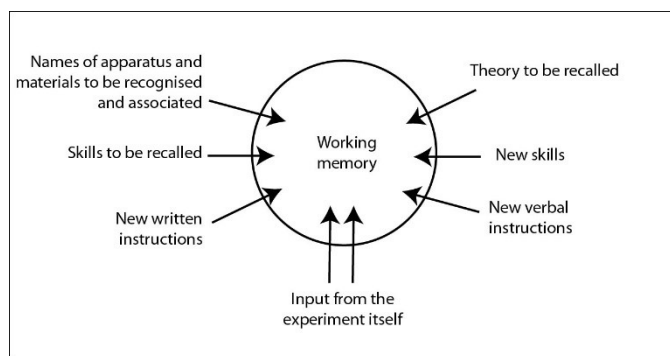 Names of apparatus and
materials to be recognised
and associated
Theory to be recalled
Working
memory
Skills to be recalled
New skills
New written
instructions
New verbal
instructions
Input from the
experiment itself